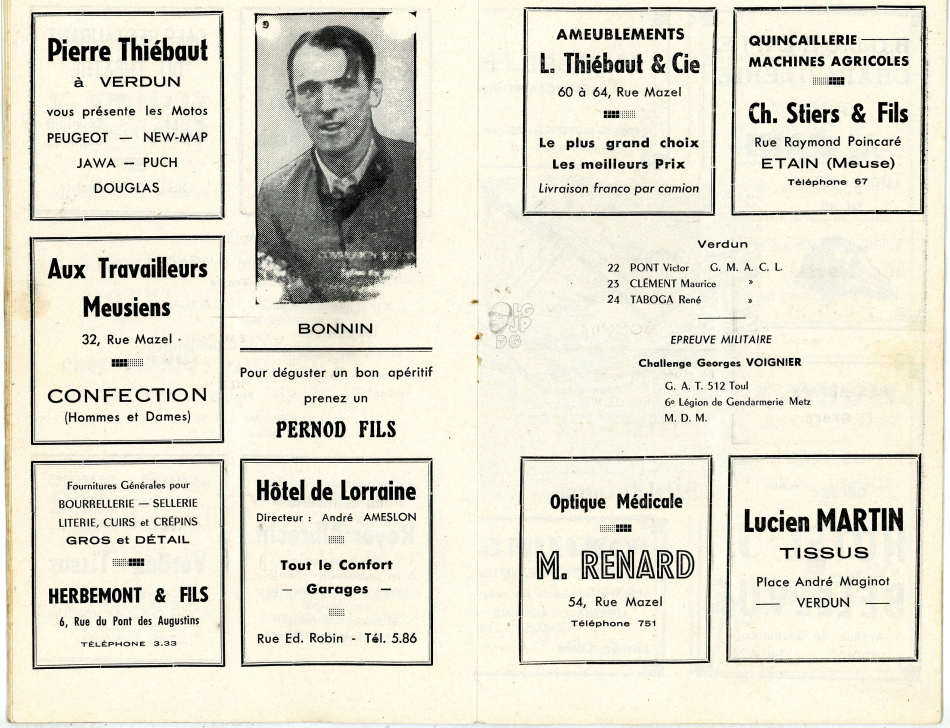 Pierre Thiébaut
à VERDUN
vous présente les Motos
PEUGEOT — NEW-MAP
JAWA — PUCH
DOUGLAS
Aux Travailleurs
Meusiens
32, Rue Mazel
CONFECTION
(Hommes et Dames)
Fournitures Générales pour
BOURRELLERIE — SELLERIE
LITERIE, CUIRS et CRÉPINS
GROS et DÉTAIL
HERBEMONT & FILS
6, Rue du Pont des Augustins
TÉLÉPHONE 3.33
9
BONNIN
Pour déguster un bon apéritif
prenez un
PERNOD FILS
Hôtel de Lorraine
Directeur : André AMESLON
Tout le Confort
— Garages —
Rue Ed. Robin - Tél. 5.86
AMEUBLEMENTS
L. Thiébaut & Cie
60 à 64, Rue Mazel
Le plus grand choix
Les meilleurs Prix
Livraison franco par camion
QUINCAILLERIE
MACHINES AGRICOLES
Ch. Stiers & Fils
Rue Raymond Poincaré
ETAIN (Meuse)
Téléphone 67
Verdun
22 PONT Victor G. M. A. C. L.
23 CLÉMENT Maurice »
24 TABOGA René »
EPREUVE MILITAIRE
Challenge Georges VOIGNIER
G. A. T. 512 Toul
6e Légion de Gendarmerie Metz
M. D. M.
LG
JP
DG
Optique Médicale
M. RENARD
54, Rue Mazel
Téléphone 751
Lucien MARTIN
TISSUS
Place André Maginot
— VERDUN —